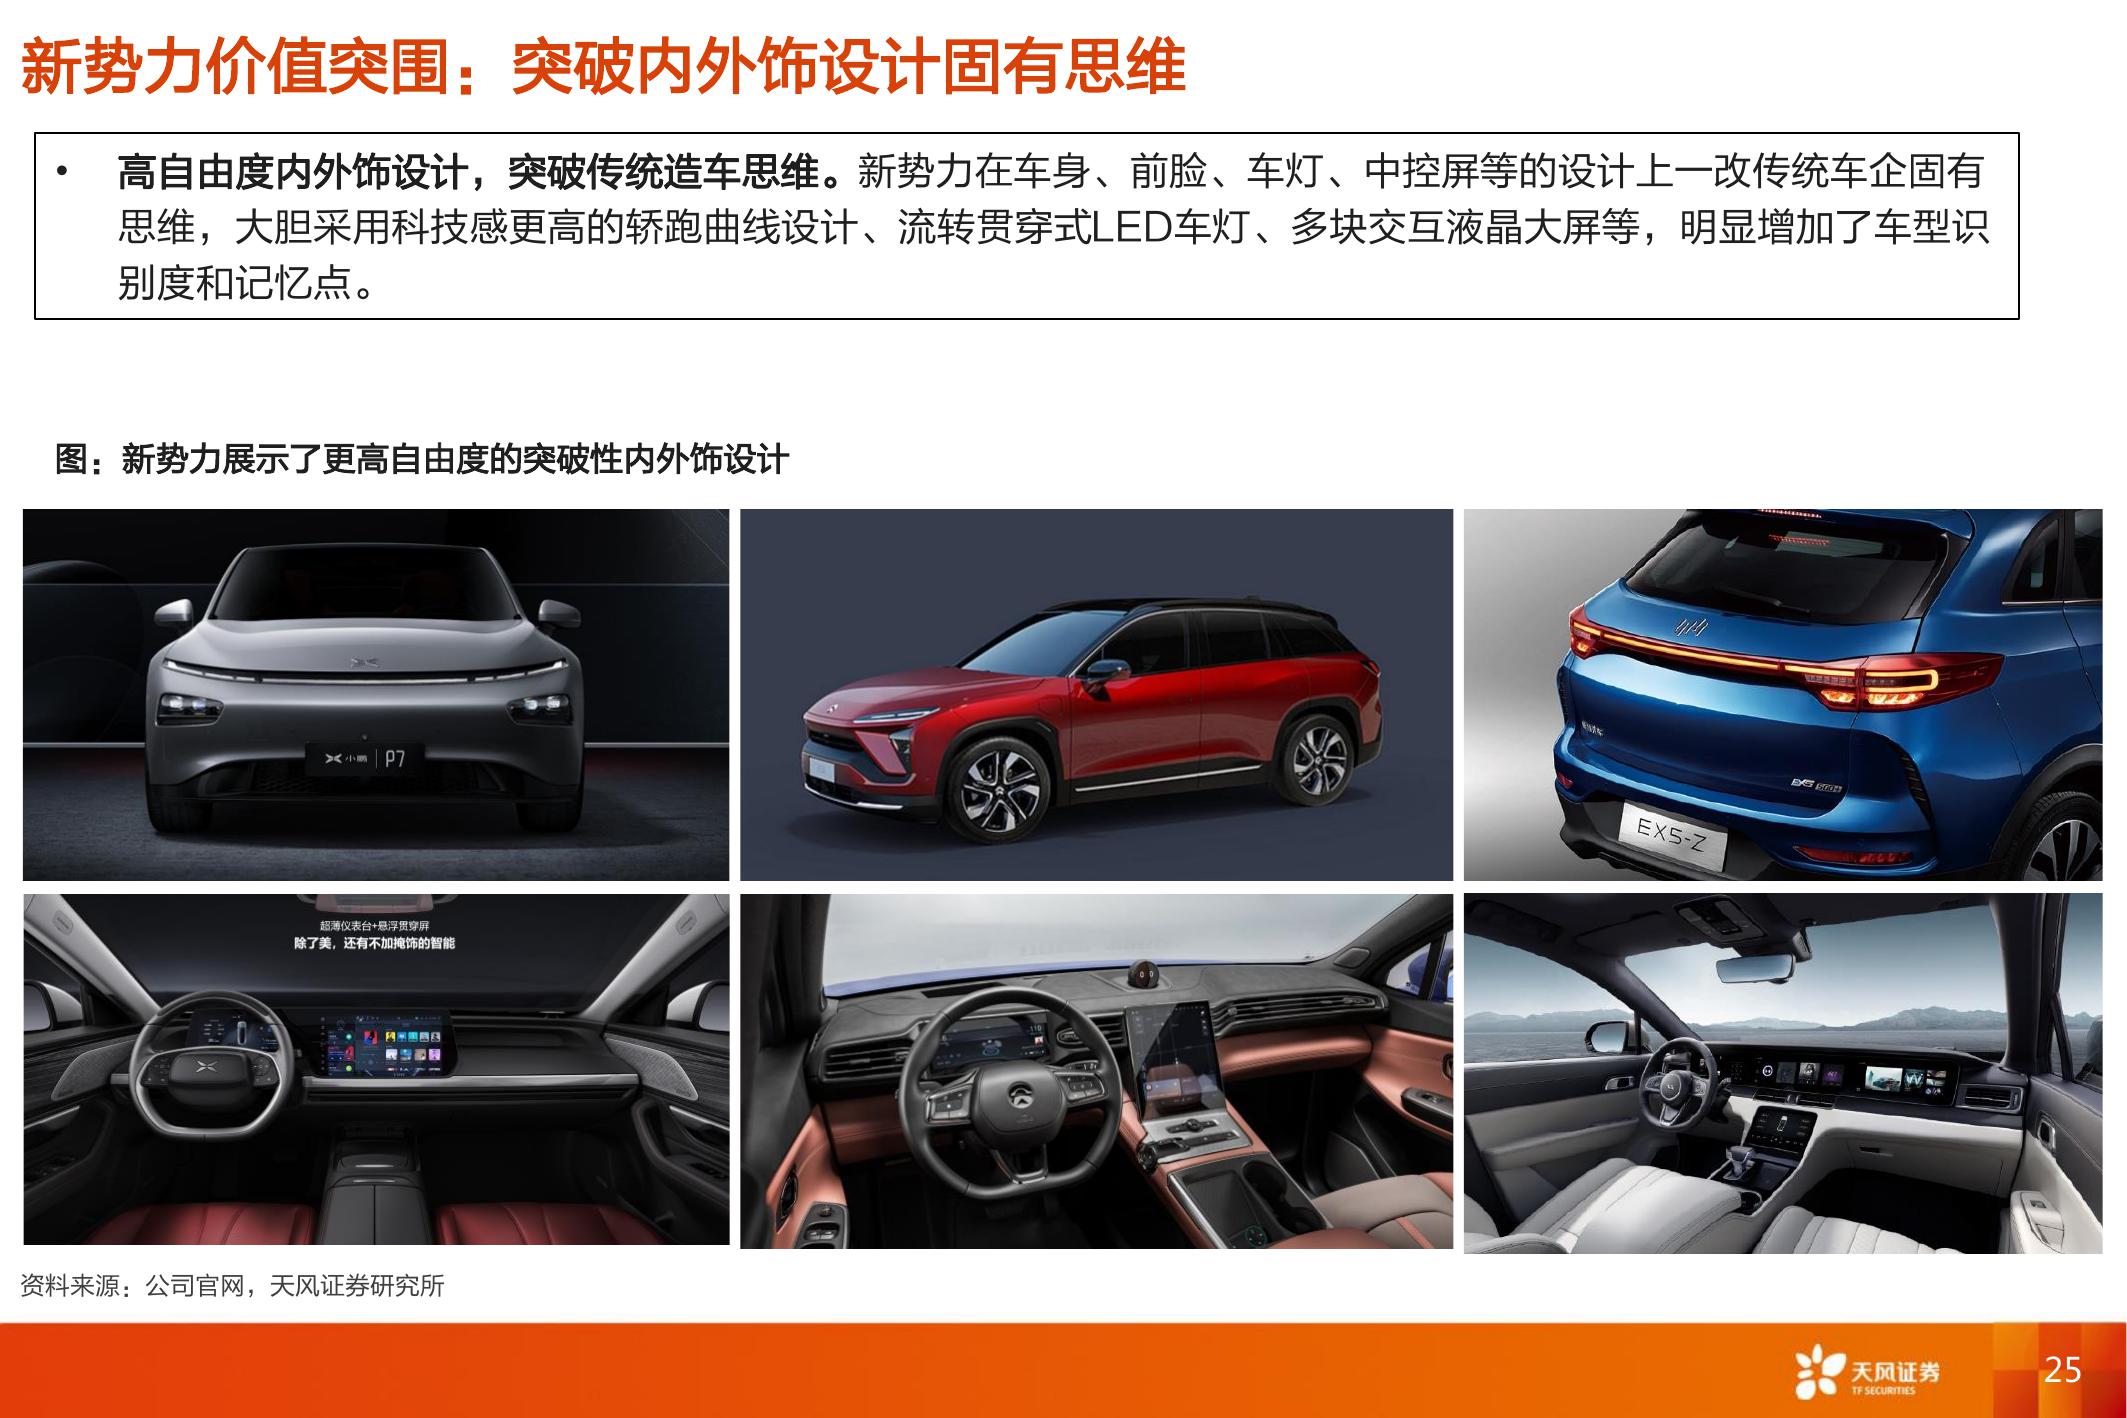 新势力价值突围：突破内外饰设计固有思维
• 高自由度内外饰设计，突破传统造车思维。新势力在车身、前脸、车灯、中控屏等的设计上一改传统车企固有
思维，大胆采用科技感更高的轿跑曲线设计、流转贯穿式LED车灯、多块交互液晶大屏等，明显增加了车型识
别度和记忆点。
图：新势力展示了更高自由度的突破性内外饰设计
小鹏 P7
EX5 500+
EX5-Z
超薄仪表台+悬浮贯穿屏
除了美，还有不加掩饰的智能
资料来源：公司官网，天风证券研究所
天风证券
TF SECURITIES
25